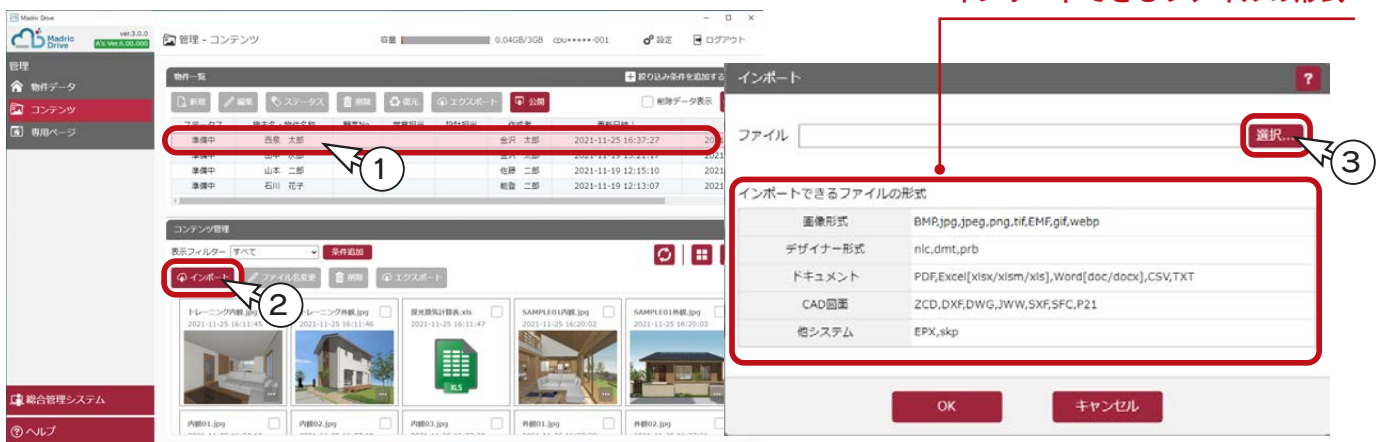 Madric Drive
Madric Drive
ver.3.0.0
A's Ver.6.00.000
管理 - コンテンツ
容量
0.04GB/3GB
cpu*****-001
設定
ログアウト
管理
物件データ
コンテンツ
専用ページ
総合管理システム
ヘルプ
物件一覧
絞り込み条件を追加する
新規
編集
ステータス
削除
復元
エクスポート
公開
削除データ表示
準備中 西泉 太郎 金沢 太郎 2021-11-25 16:37:27
準備中 山本 二郎 佐藤 二郎 2021-11-19 12:15:10 2021
準備中 石川 花子 能登 二郎 2021-11-19 12:13:07 2021
①
コンテンツ管理
表示フィルター すべて 条件追加
インポート
ファイル名変更
削除
エクスポート
②
トレーニング内観.jpg
2021-11-25 16:11:45
トレーニング外観.jpg
2021-11-25 16:11:46
採光換気計算表.xls
2021-11-25 16:11:47
XLS
SAMPLE01内観.jpg
2021-11-25 16:20:02
SAMPLE01外観.jpg
2021-11-25 16:20:03
内観01.jpg
内観02.jpg
内観03.jpg
外観01.jpg
外観02.jpg
インポート
?
ファイル
選択...
③
インポートできるファイルの形式
画像形式 BMP,jpg,jpeg,png,tif,EMF,gif,webp
デザイナー形式 nlc,dmt,prb
ドキュメント PDF,Excel[xlsx/xlsm/xls],Word[doc/docx],CSV,TXT
CAD図面 ZCD,DXF,DWG,JWW,SXF,SFC,P21
他システム EPX,skp
OK
キャンセル